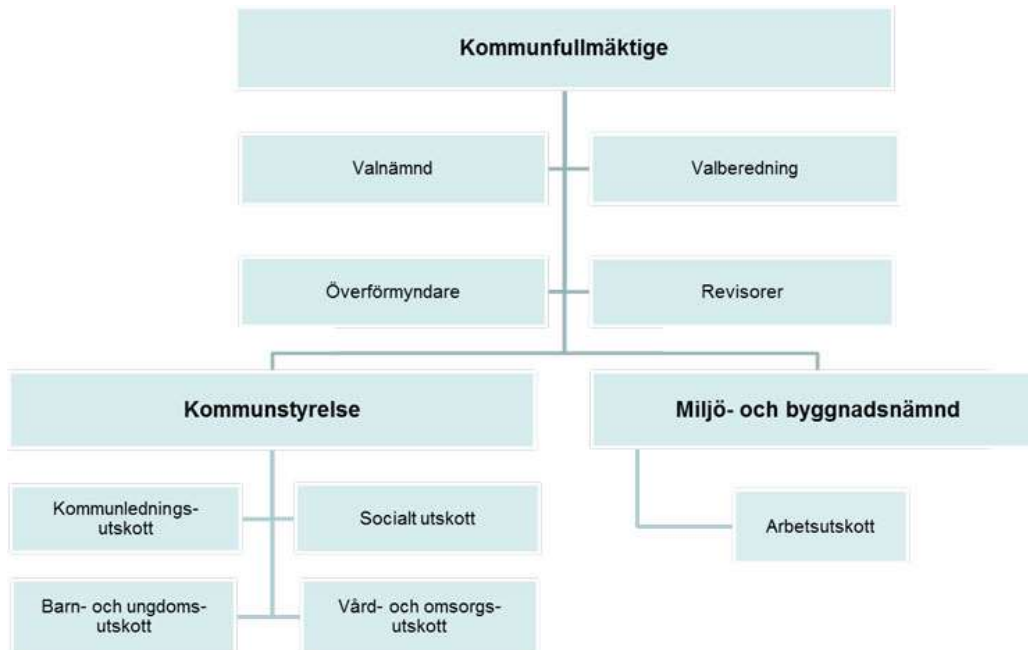 Kommunfullmäktige
Valnämnd
Valberedning
Överförmyndare
Revisorer
Kommunstyrelse
Miljö- och byggnadsnämnd
Kommunlednings-
utskott
Socialt utskott
Arbetsutskott
Barn- och ungdoms-
utskott
Vård- och omsorgs-
utskott